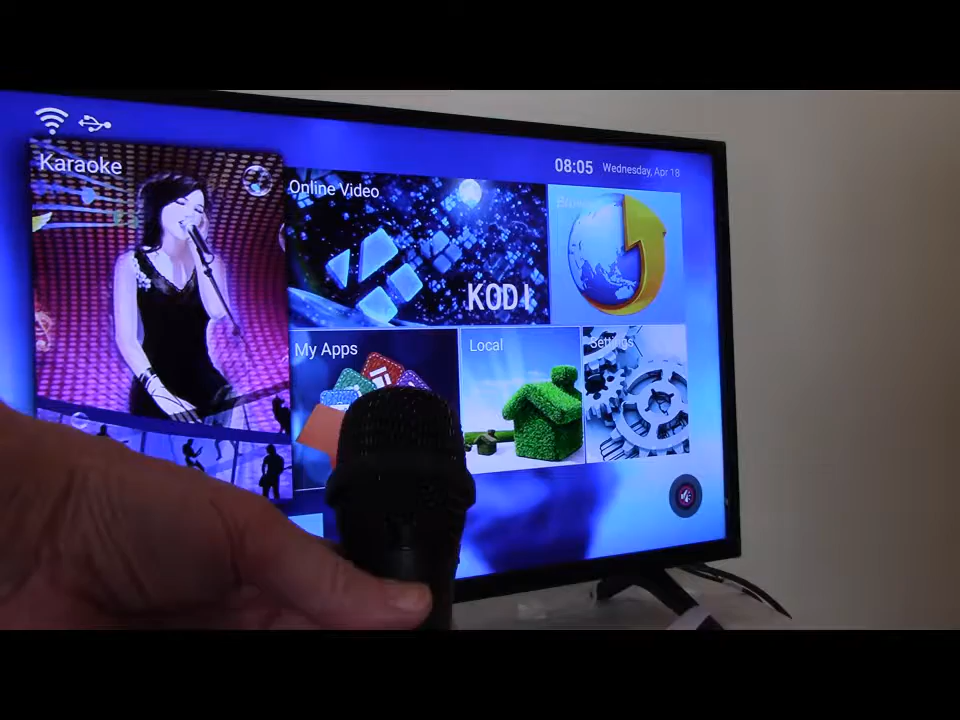 08:05 Wednesday, Apr 18
Karaoke
Online Video
KODI
My Apps
Local
Settings